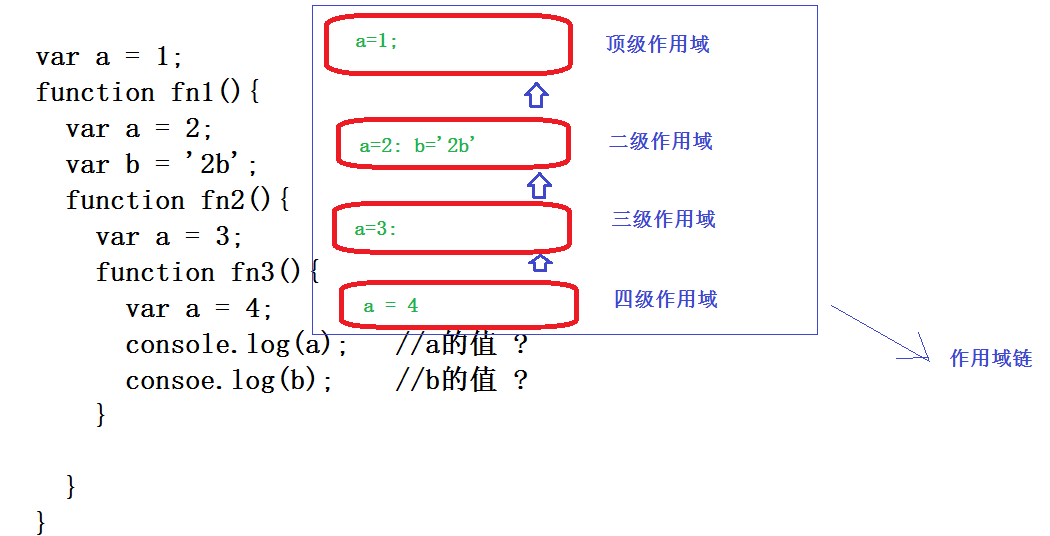 var a = 1;
function fn1(){
  var a = 2;
  var b = '2b';
  function fn2(){
    var a = 3;
    function fn3(){
      var a = 4;
      console.log(a);   //a的值 ?
      consoe.log(b);    //b的值 ?
    }
  }
}
a=1;
顶级作用域
a=2: b='2b'
二级作用域
a=3:
三级作用域
a = 4
四级作用域
作用域链